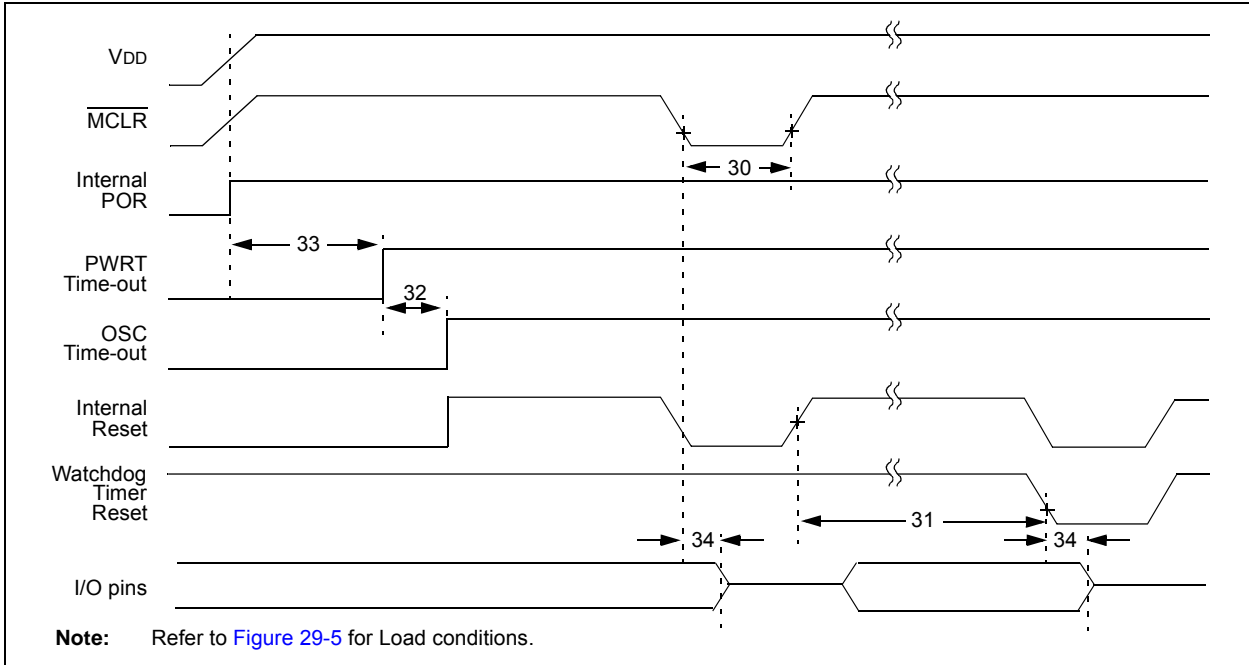 VDD
MCLR
30
Internal
POR
33
PWRT
Time-out
32
OSC
Time-out
Internal
Reset
Watchdog
Timer
Reset
31
34
34
I/O pins
Note: Refer to Figure 29-5 for Load conditions.